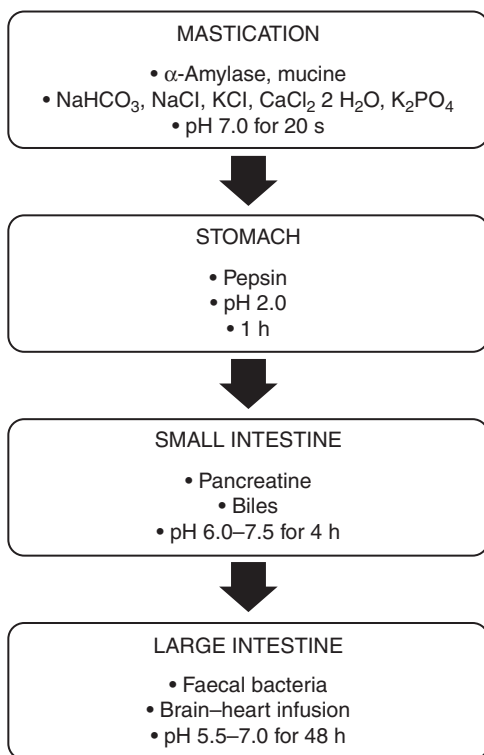 MASTICATION
• α-Amylase, mucine
• NaHCO₃, NaCl, KCl, CaCl₂ 2 H₂O, K₂PO₄
• pH 7.0 for 20 s
STOMACH
• Pepsin
• pH 2.0
• 1 h
SMALL INTESTINE
• Pancreatine
• Biles
• pH 6.0–7.5 for 4 h
LARGE INTESTINE
• Faecal bacteria
• Brain–heart infusion
• pH 5.5–7.0 for 48 h